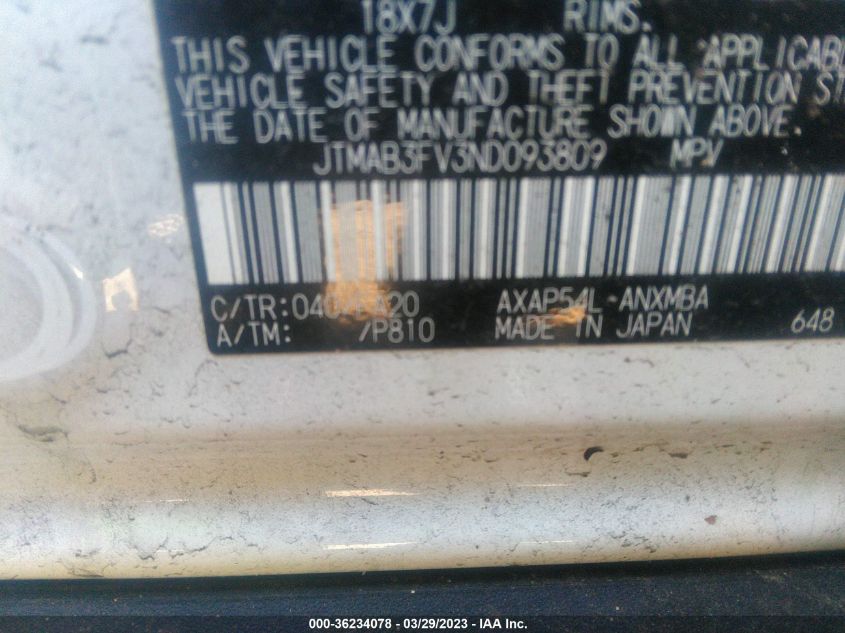 18X7J RIMS.
THIS VEHICLE CONFORMS TO ALL APPLICABL
VEHICLE SAFETY AND THEFT PREVENTION ST
THE DATE OF MANUFACTURE SHOWN ABOVE.
JTMAB3FV3ND093809 MPV
C/TR: AXAP54L-ANXMBA
A/TM: /P810 MADE IN JAPAN 648
000-36234078 - 03/29/2023 - IAA Inc.